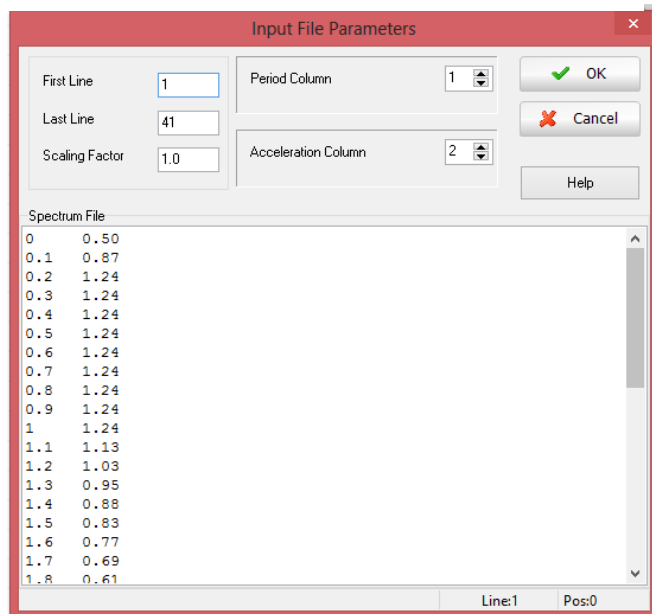 Input File Parameters
First Line 1
Last Line 41
Scaling Factor 1.0
Period Column 1
Acceleration Column 2
OK
Cancel
Help
Spectrum File
0 0.50
0.1 0.87
0.2 1.24
0.3 1.24
0.4 1.24
0.5 1.24
0.6 1.24
0.7 1.24
0.8 1.24
0.9 1.24
1 1.24
1.1 1.13
1.2 1.03
1.3 0.95
1.4 0.88
1.5 0.83
1.6 0.77
1.7 0.69
1.8 0.61
Line:1 Pos:0